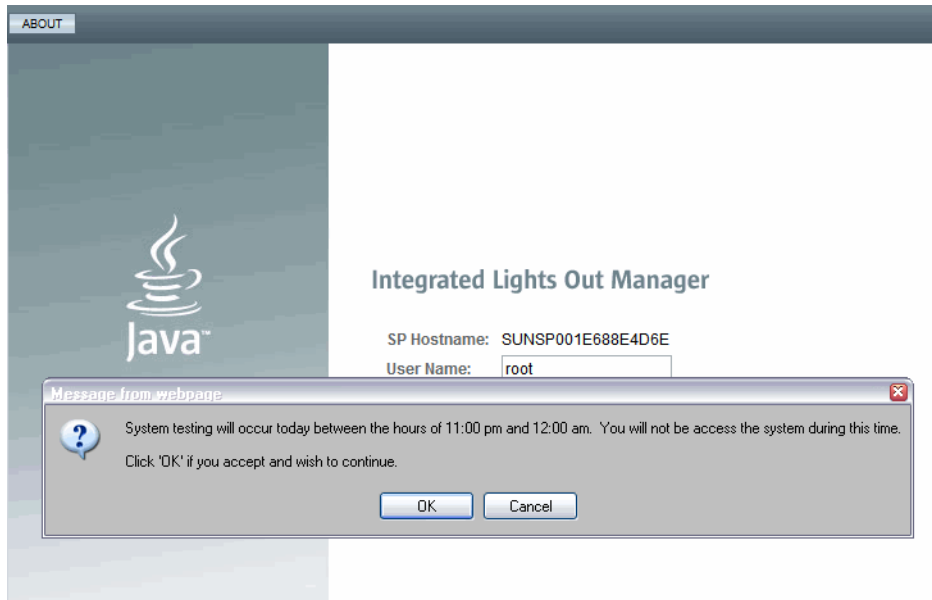 ABOUT
Java™
Integrated Lights Out Manager
SP Hostname: SUNSP001E688E4D6E
User Name: root
Message from webpage
System testing will occur today between the hours of 11:00 pm and 12:00 am. You will not be access the system during this time.
Click 'OK' if you accept and wish to continue.
OK Cancel